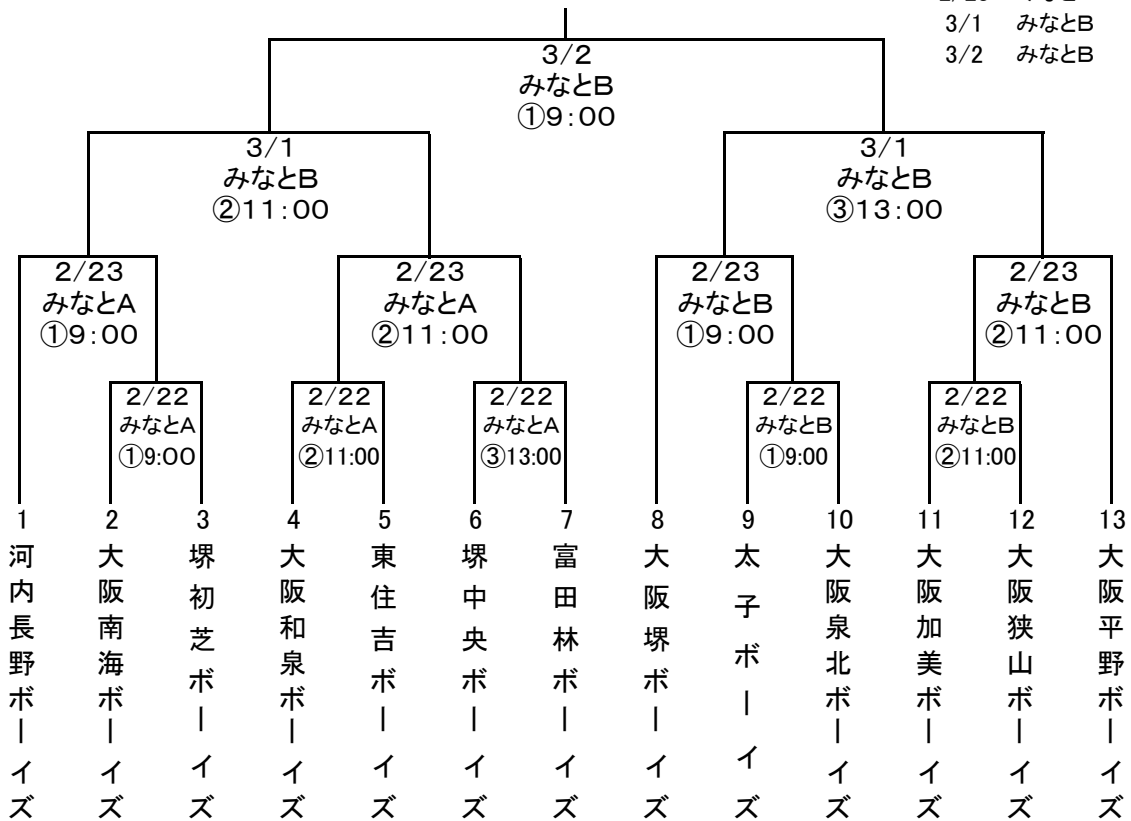 3/1 みなとB
3/2 みなとB
3/2
みなとB
①9:00
3/1
みなとB
②11:00
3/1
みなとB
③13:00
2/23
みなとA
①9:00
2/23
みなとA
②11:00
2/23
みなとB
①9:00
2/23
みなとB
②11:00
2/22
みなとA
①9:00
2/22
みなとA
②11:00
2/22
みなとA
③13:00
2/22
みなとB
①9:00
2/22
みなとB
②11:00
1
河内長野ボーイズ
2
大阪南海ボーイズ
3
堺初芝ボーイズ
4
大阪和泉ボーイズ
5
東住吉ボーイズ
6
堺中央ボーイズ
7
富田林ボーイズ
8
大阪堺ボーイズ
9
太子ボーイズ
10
大阪泉北ボーイズ
11
大阪加美ボーイズ
12
大阪狭山ボーイズ
13
大阪平野ボーイズ